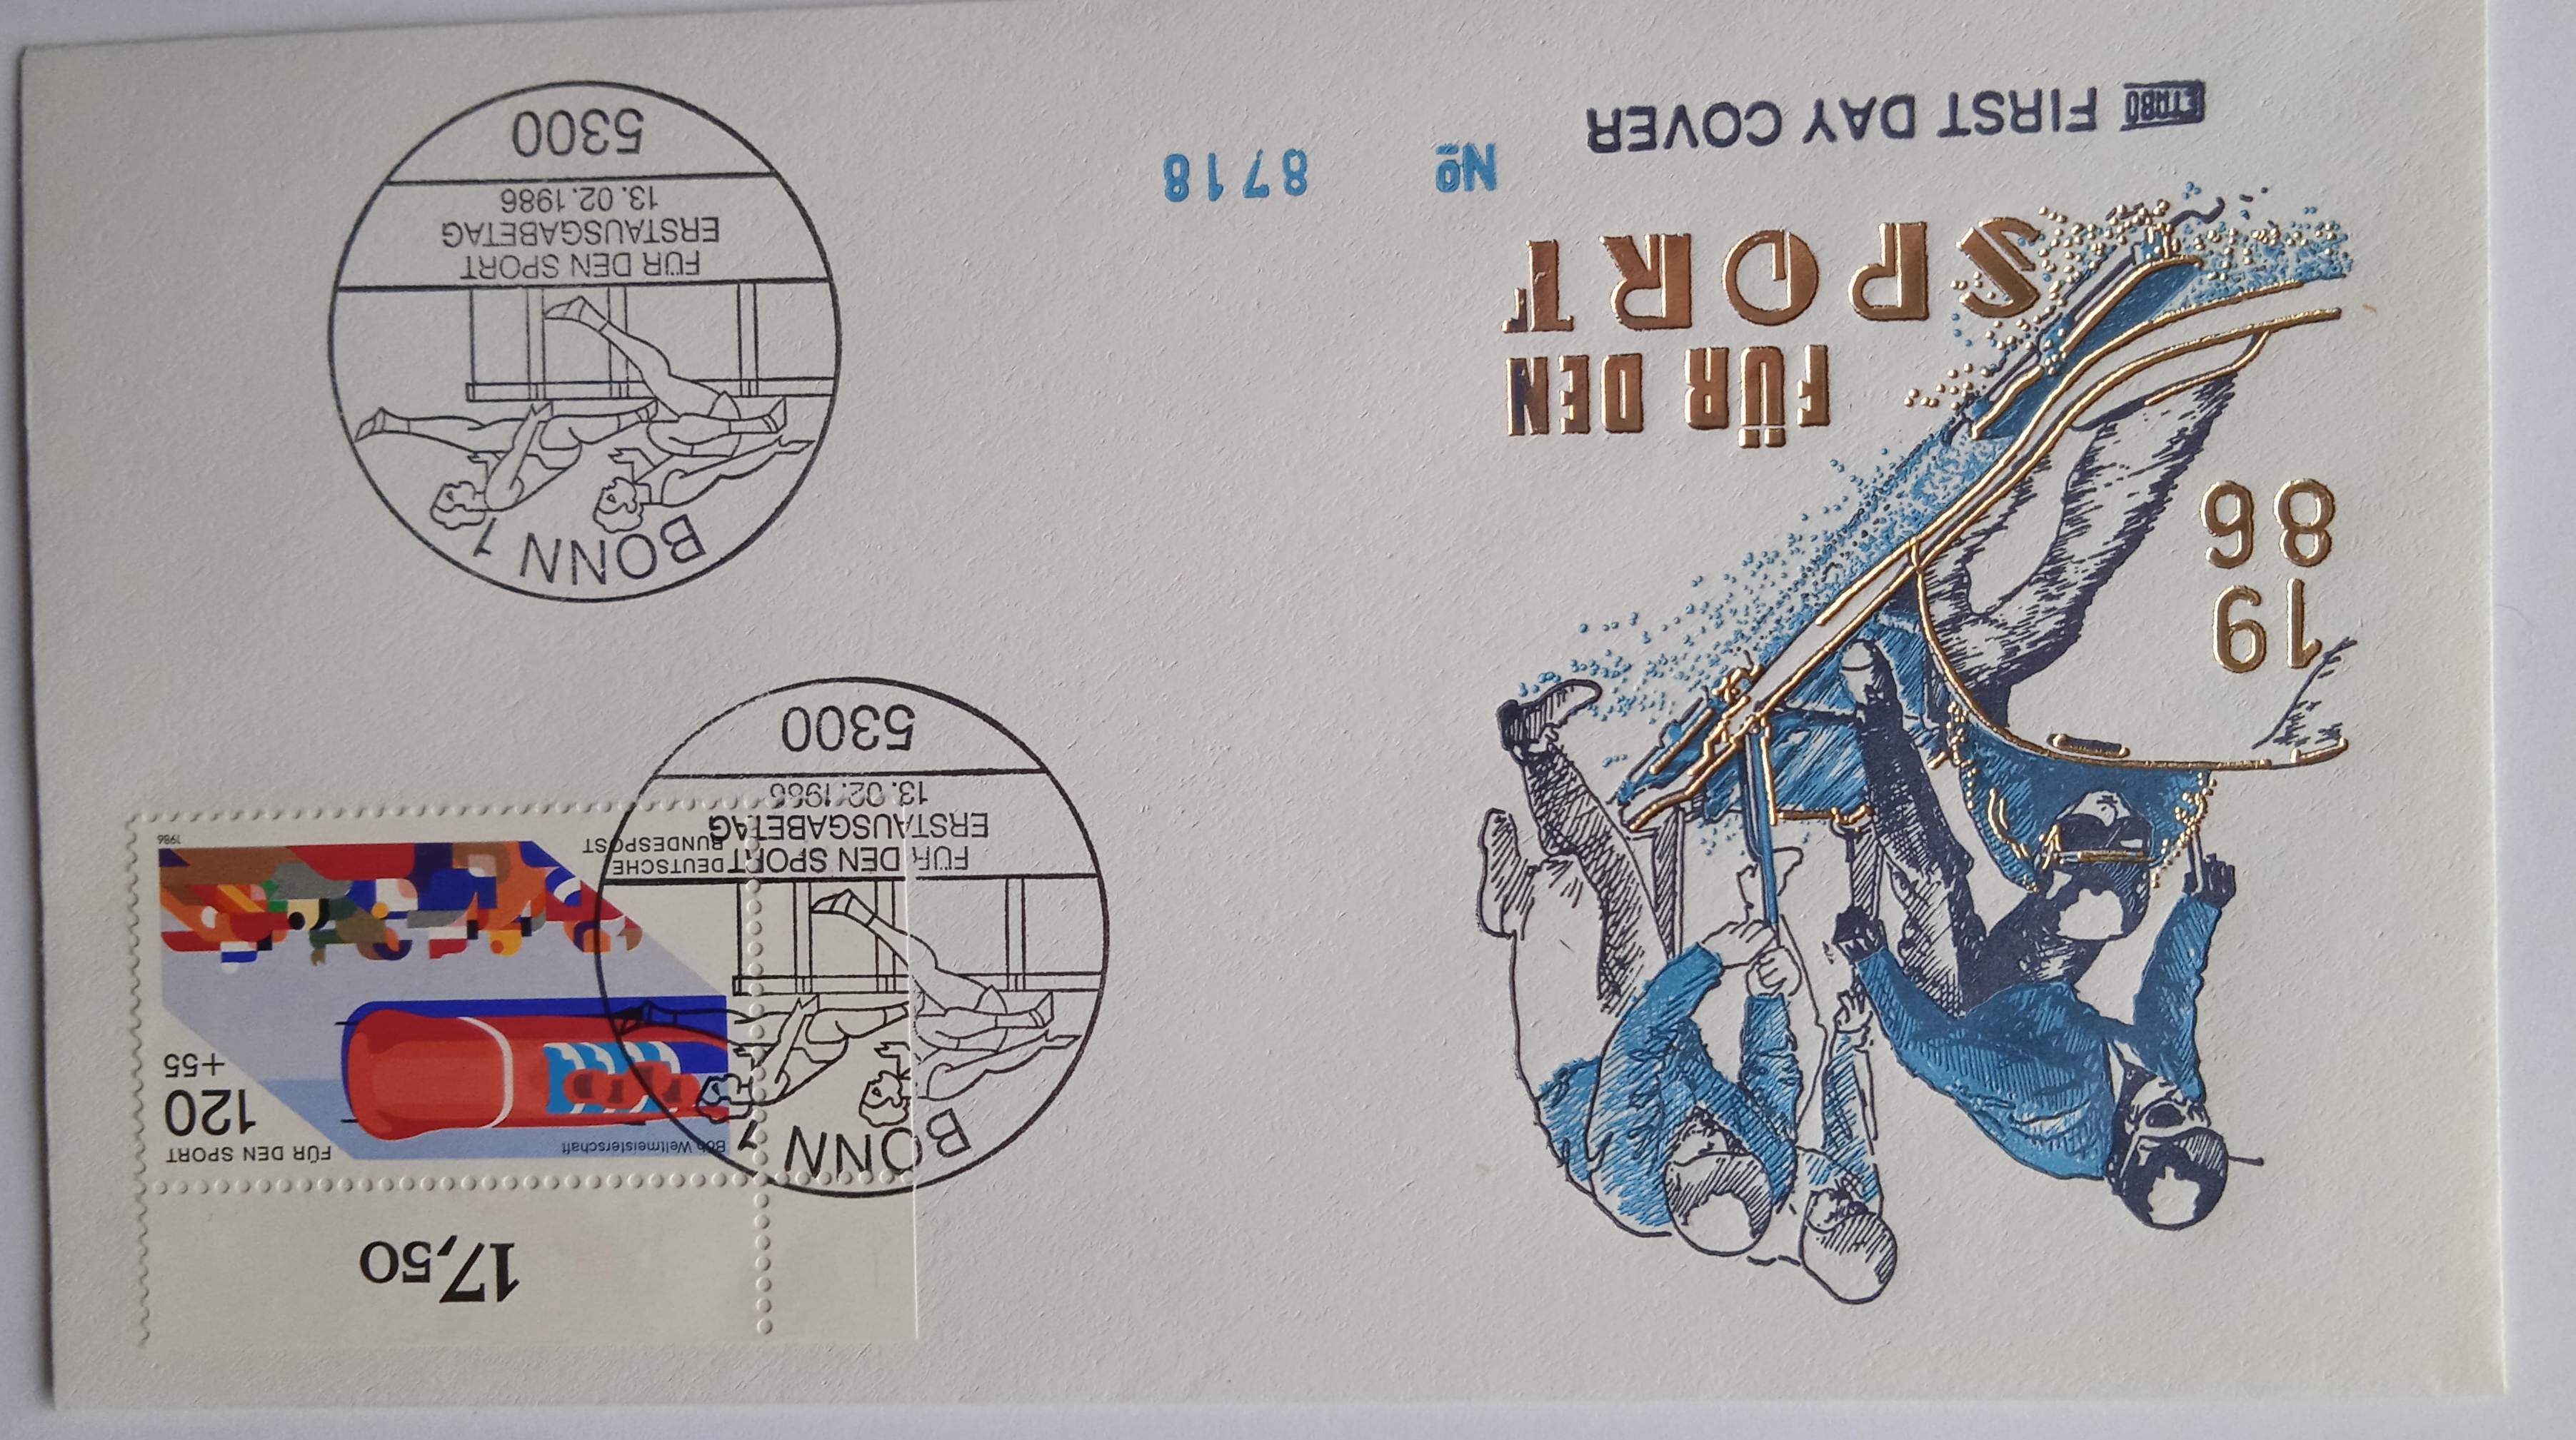 19
86
FÜR DEN
SPORT
Nº 8718
ETABÖ FIRST DAY COVER
17,50
Bob Weltmeisterschaft
FÜR DEN SPORT
120
+55
DEUTSCHE
BUNDESPOST
1986
BONN 1
FÜR DEN SPORT
ERSTAUSGABETAG
13.02.1986
5300
BONN 1
FÜR DEN SPORT
ERSTAUSGABETAG
13.02.1986
5300